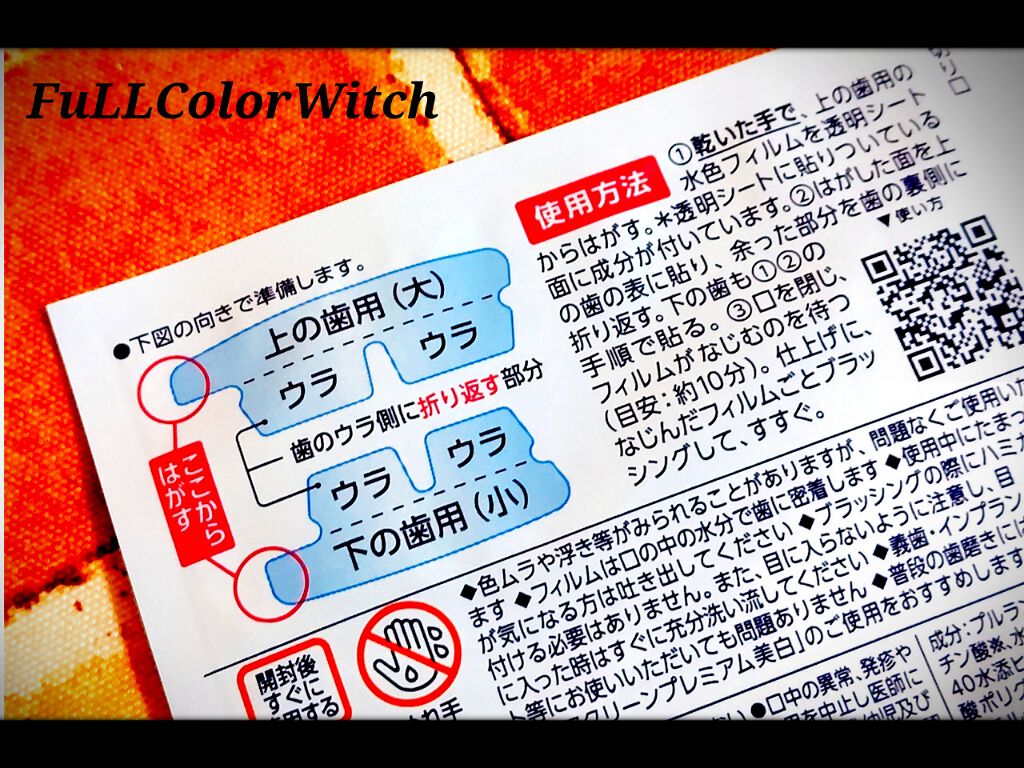 FuLLColorWitch
●下図の向きで準備します。
上の歯用（大）
ウラ
ウラ
歯のウラ側に折り返す部分
ウラ
ウラ
下の歯用（小）
ここから
はがす
使用方法
①乾いた手で、上の歯用の
水色フィルムを透明シート
からはがす。＊透明シートに貼りついている
面に成分が付いています。②はがした面を上
の歯の表に貼り、余った部分を歯の裏側に
折り返す。下の歯も①②の
手順で貼る。③口を閉じ、
フィルムがなじむのを待つ
（目安：約10分）。仕上げに、
なじんだフィルムごとブラッ
シングして、すすぐ。
▼使い方
◆色ムラや浮き等がみられることがありますが、問題なくご使用いた
ます ◆フィルムは口の中の水分で歯に密着します ◆使用中にたまっ
が気になる方は吐き出してください ◆ブラッシングの際にハミガ
付ける必要はありません。また、目に入らないように注意し、目
に入った時はすぐに充分洗い流してください ◆義歯・インプラン
ト等にお使いいただいても問題ありません ◆普段の歯磨きには
クリーンプレミアム美白」のご使用をおすすめします
開封後
すぐに
用する
れ手
●口中の異常、発疹や
用を中止し医師に
幼児及び
成分：プルラ
チン酸※、水
40水添ヒ
酸ポリグ